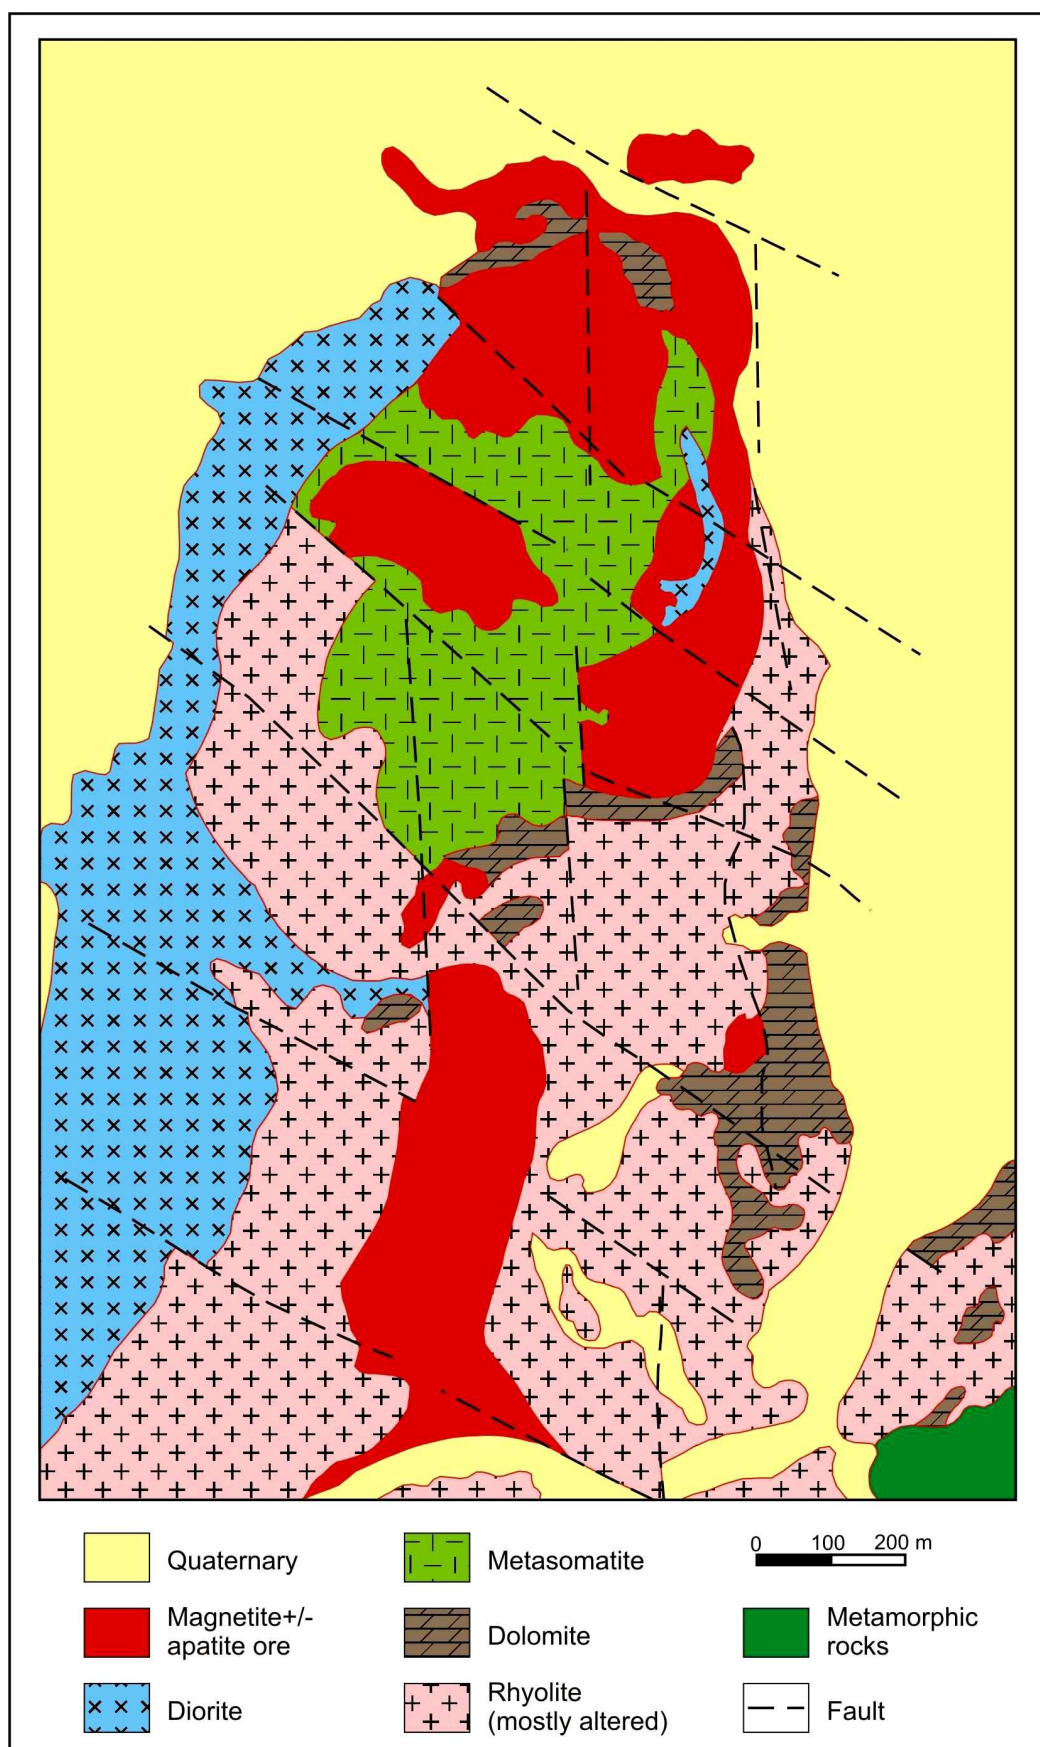 Quaternary
Metasomatite
0 100 200 m
Magnetite+/-
apatite ore
Dolomite
Metamorphic
rocks
Diorite
Rhyolite
(mostly altered)
Fault